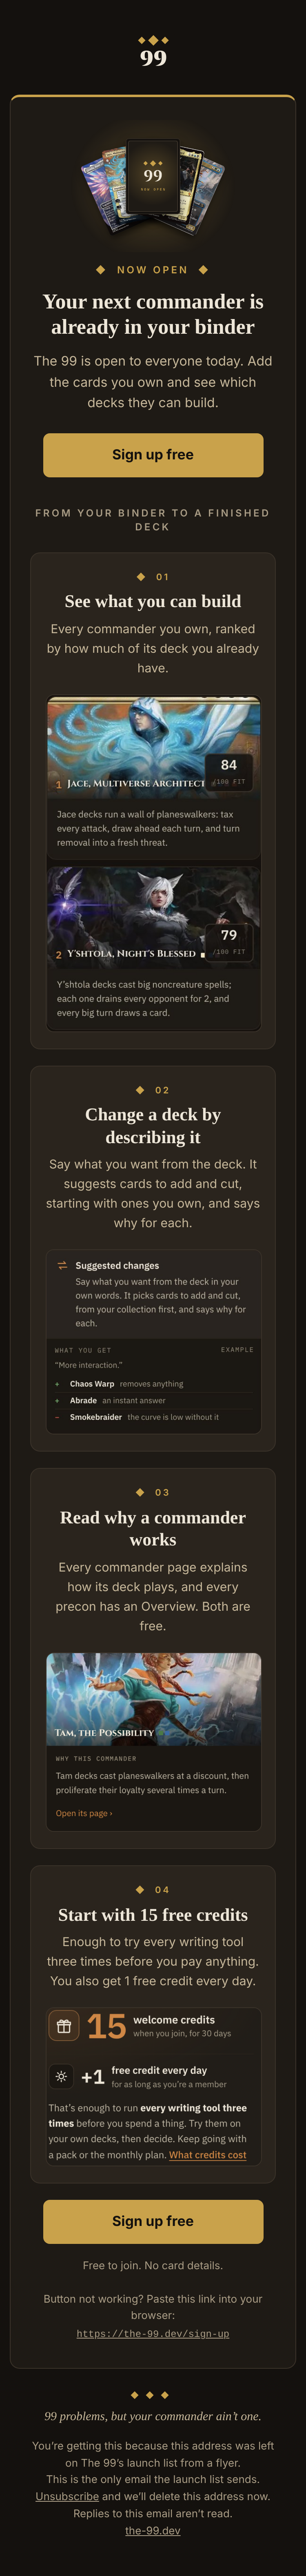 99
99
NOW OPEN
NOW OPEN
Your next commander is
already in your binder
The 99 is open to everyone today. Add
the cards you own and see which
decks they can build.
Sign up free
FROM YOUR BINDER TO A FINISHED
DECK
01
See what you can build
Every commander you own, ranked
by how much of its deck you already
have.
84
/100 FIT
1 Jace, Multiverse Architect
Jace decks run a wall of planeswalkers: tax
every attack, draw ahead each turn, and turn
removal into a fresh threat.
79
/100 FIT
2 Y'shtola, Night's Blessed
Y'shtola decks cast big noncreature spells;
each one drains every opponent for 2, and
every big turn draws a card.
02
Change a deck by
describing it
Say what you want from the deck. It
suggests cards to add and cut,
starting with ones you own, and says
why for each.
Suggested changes
Say what you want from the deck in your
own words. It picks cards to add and cut,
from your collection first, and says why for
each.
WHAT YOU GET EXAMPLE
“More interaction.”
+ Chaos Warp removes anything
+ Abrade an instant answer
− Smokebraider the curve is low without it
03
Read why a commander
works
Every commander page explains
how its deck plays, and every
precon has an Overview. Both are
free.
Tam, the Possibility
WHY THIS COMMANDER
Tam decks cast planeswalkers at a discount, then
proliferate their loyalty several times a turn.
Open its page ›
04
Start with 15 free credits
Enough to try every writing tool
three times before you pay anything.
You also get 1 free credit every day.
15 welcome credits
when you join, for 30 days
+1 free credit every day
for as long as you're a member
That's enough to run every writing tool three
times before you spend a thing. Try them on
your own decks, then decide. Keep going with
a pack or the monthly plan. What credits cost
Sign up free
Free to join. No card details.
Button not working? Paste this link into your
browser:
https://the-99.dev/sign-up
99 problems, but your commander ain't one.
You're getting this because this address was left
on The 99's launch list from a flyer.
This is the only email the launch list sends.
Unsubscribe and we'll delete this address now.
Replies to this email aren't read.
the-99.dev